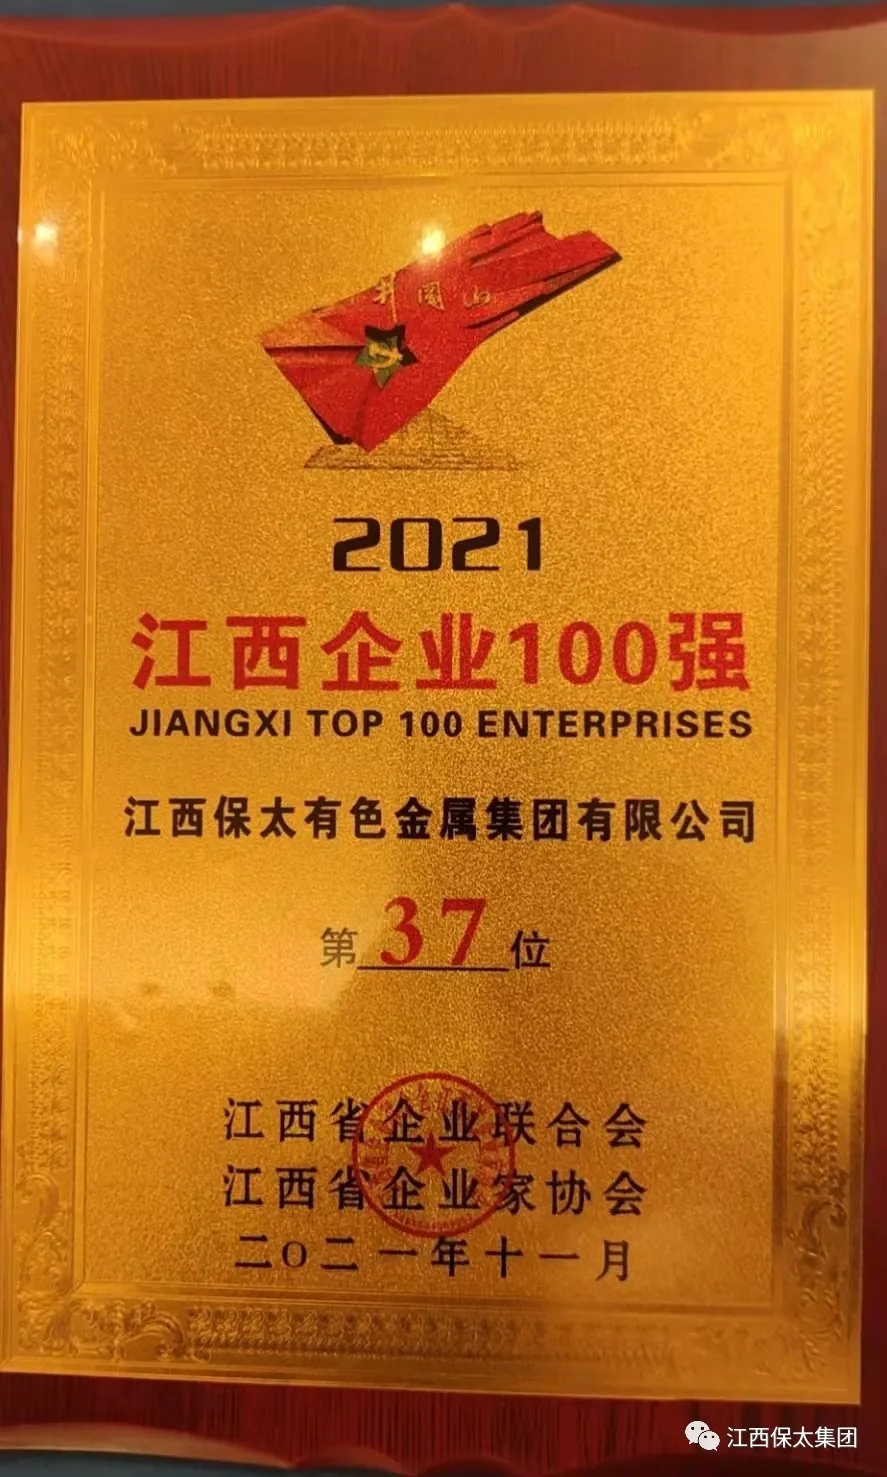 井冈山
2021
江西企业100强
JIANGXI TOP 100 ENTERPRISES
江西保太有色金属集团有限公司
第37位
江西省企业联合会
江西省企业家协会
二〇二一年十一月
江西保太集团